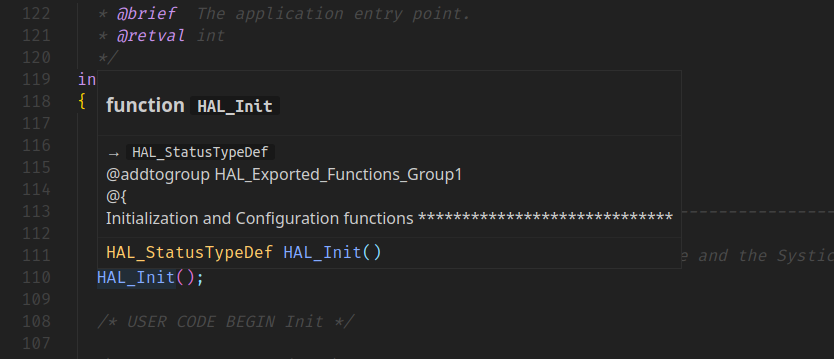 122 * @brief  The application entry point.
121 * @retval int
120 */
119 in
118 {
117
116
115
114
113 ------------------
112
111 e and the Systic
110 HAL_Init();
109
108 /* USER CODE BEGIN Init */
107
function HAL_Init
→ HAL_StatusTypeDef
@addtogroup HAL_Exported_Functions_Group1
@{
Initialization and Configuration functions *****************************
HAL_StatusTypeDef HAL_Init()